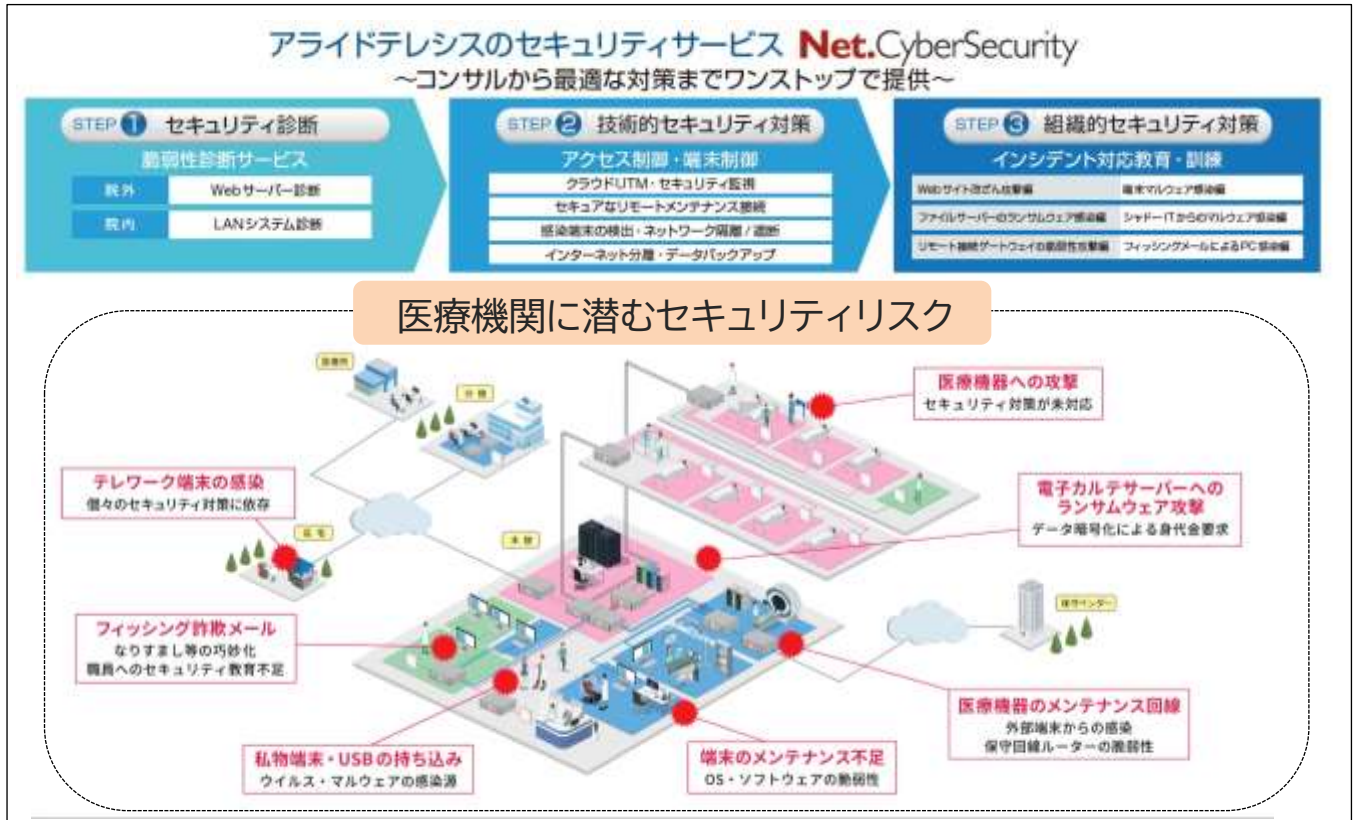 アライドテレシスのセキュリティサービス Net.CyberSecurity
～コンサルから最適な対策までワンストップで提供～
STEP 1 セキュリティ診断
脆弱性診断サービス
院外 Webサーバー診断
院内 LANシステム診断
STEP 2 技術的セキュリティ対策
アクセス制御・端末制御
クラウドUTM・セキュリティ監視
セキュアなリモートメンテナンス接続
感染端末の検出・ネットワーク隔離/遮断
インターネット分離・データバックアップ
STEP 3 組織的セキュリティ対策
インシデント対応教育・訓練
Webサイト改ざん攻撃編 端末マルウェア感染編
ファイルサーバーのランサムウェア感染編 シャドーITからのマルウェア感染編
リモート接続ゲートウェイの脆弱性攻撃編 フィッシングメールによるPC感染編
医療機関に潜むセキュリティリスク
診療所
分院
医療機器への攻撃
セキュリティ対策が未対応
テレワーク端末の感染
個々のセキュリティ対策に依存
在宅
本院
電子カルテサーバーへの
ランサムウェア攻撃
データ暗号化による身代金要求
保守センター
フィッシング詐欺メール
なりすまし等の巧妙化
職員へのセキュリティ教育不足
医療機器のメンテナンス回線
外部端末からの感染
保守回線ルーターの脆弱性
私物端末・USBの持ち込み
ウイルス・マルウェアの感染源
端末のメンテナンス不足
OS・ソフトウェアの脆弱性